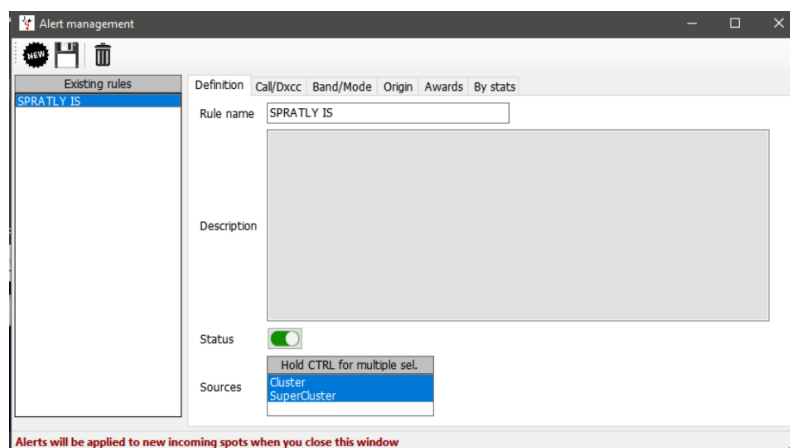 Alert management
NEW
Existing rules
SPRATLY IS
Definition Call/Dxcc Band/Mode Origin Awards By stats
Rule name SPRATLY IS
Description
Status
Hold CTRL for multiple sel.
Sources
Cluster
SuperCluster
Alerts will be applied to new incoming spots when you close this window